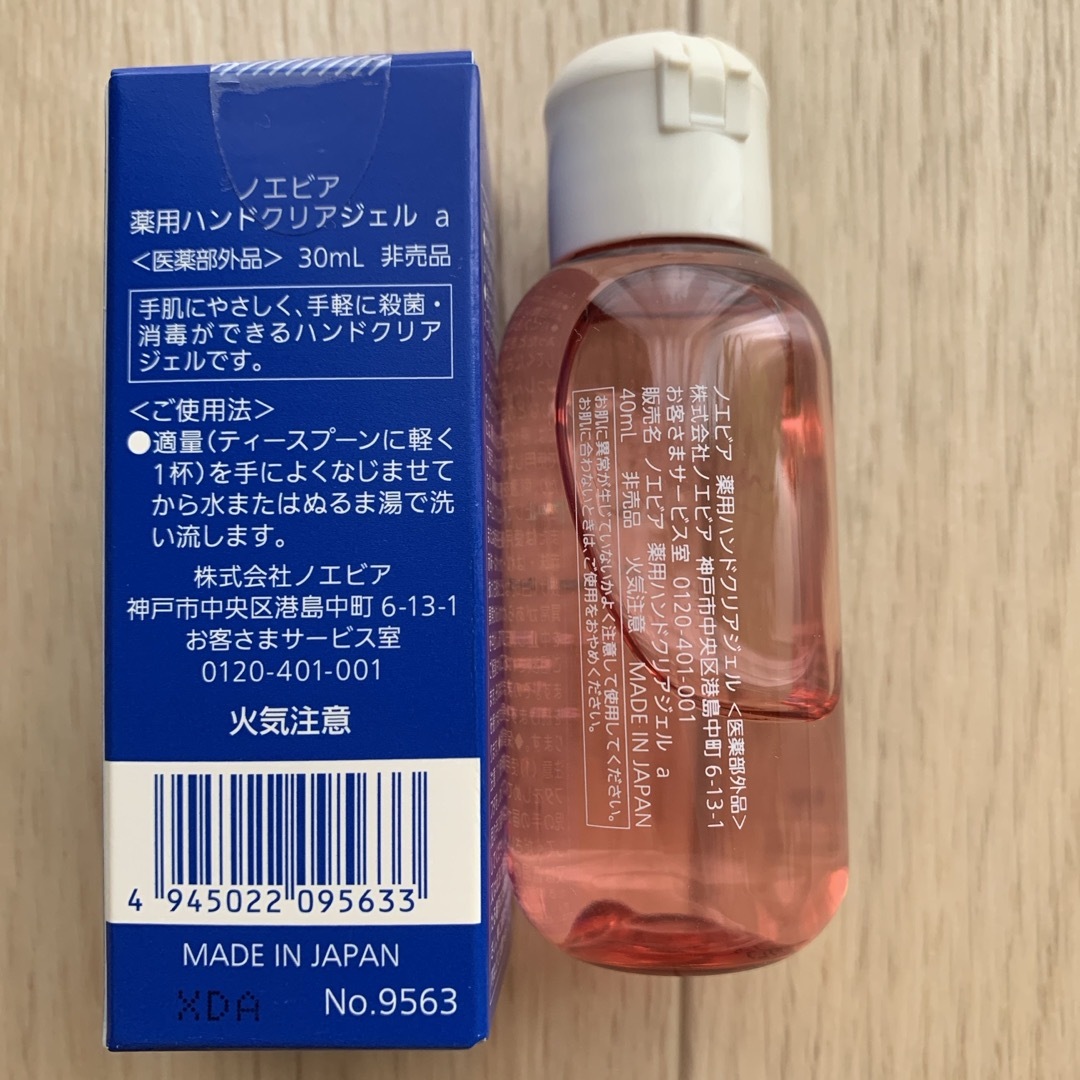 ノエビア
薬用ハンドクリアジェル a
＜医薬部外品＞ 30mL 非売品
手肌にやさしく、手軽に殺菌・
消毒ができるハンドクリア
ジェルです。
＜ご使用法＞
●適量（ティースプーンに軽く
1杯）を手によくなじませて
から水またはぬるま湯で洗
い流します。
株式会社ノエビア
神戸市中央区港島中町 6-13-1
お客さまサービス室
0120-401-001
火気注意
4 945022 095633
MADE IN JAPAN
XDA No.9563
ノエビア 薬用ハンドクリアジェル ＜医薬部外品＞
株式会社ノエビア 神戸市中央区港島中町 6-13-1
お客さまサービス室 0120-401-001
販売名 ノエビア 薬用ハンドクリアジェル a
40mL 非売品 火気注意 MADE IN JAPAN
お肌に異常が生じていないかよく注意して使用してください。
お肌に合わないときは、ご使用をおやめください。